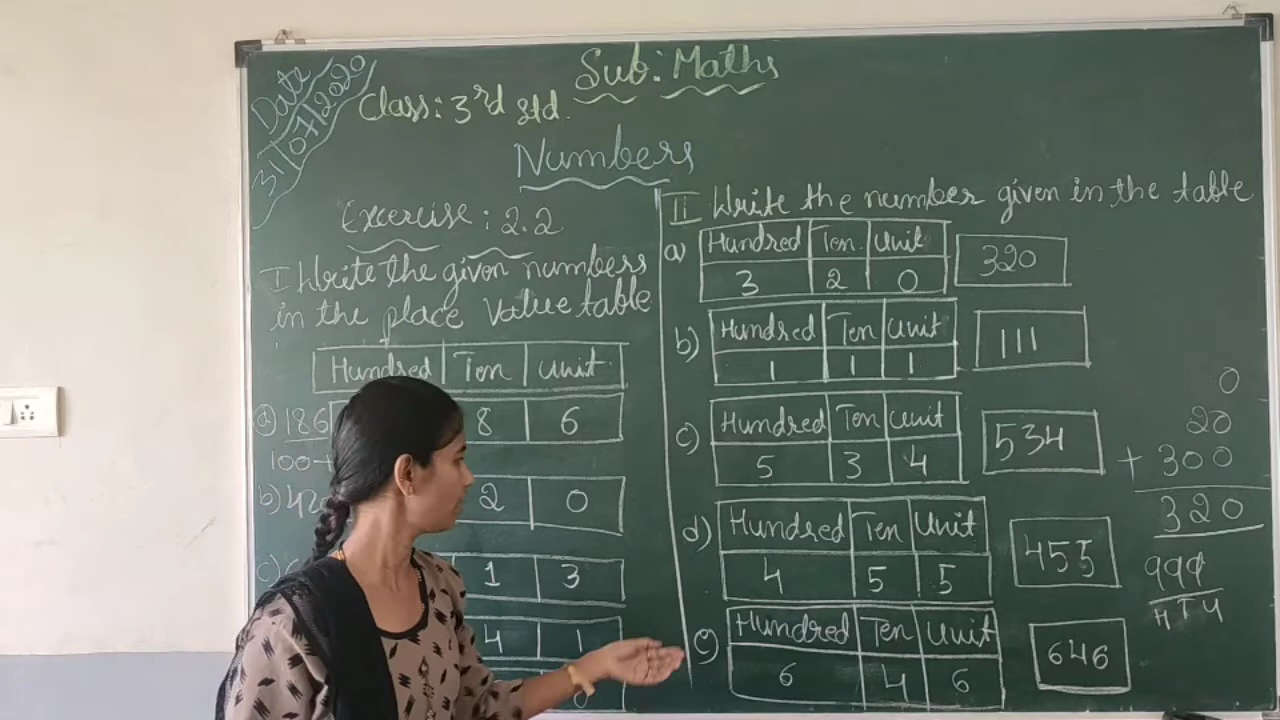 Date
31/07/2020
Sub: Maths
Class: 3rd std.
Numbers
Excercise: 2.2
I Write the given numbers
in the place value table
Hundred Ten Unit
a) 186 8 6
100+
b) 42 2 0
c) 1 3
4 1
0
II Write the number given in the table
a) Hundred Ten. Unit
3 2 0 320
b) Hundred Ten Unit
1 1 1 111
c) Hundred Ten Unit
5 3 4 534
d) Hundred Ten Unit
4 5 5 455
e) Hundred Ten Unit
6 4 6 646
0
20
+ 300
320
999
H T U